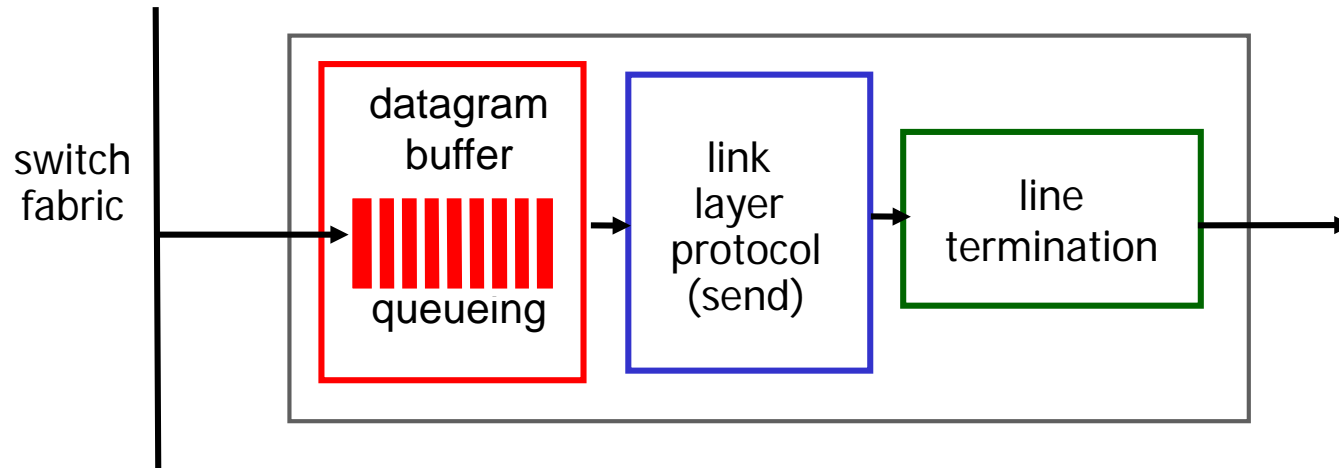 switch
fabric
datagram
buffer
queueing
link
layer
protocol
(send)
line
termination